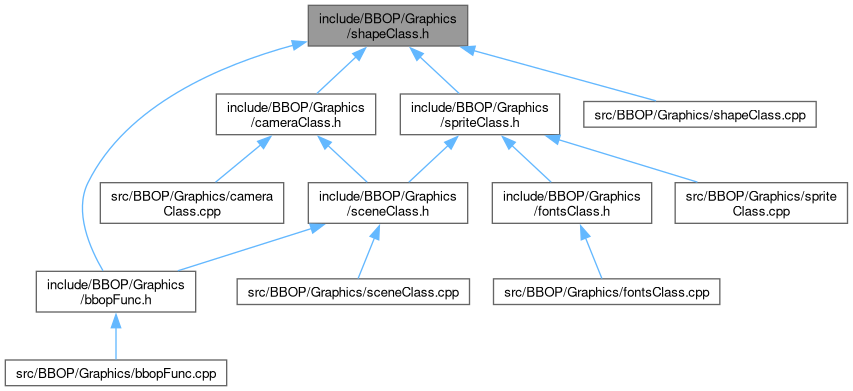 include/BBOP/Graphics
/shapeClass.h
include/BBOP/Graphics
/cameraClass.h
include/BBOP/Graphics
/spriteClass.h
src/BBOP/Graphics/shapeClass.cpp
src/BBOP/Graphics/camera
Class.cpp
include/BBOP/Graphics
/sceneClass.h
include/BBOP/Graphics
/fontsClass.h
src/BBOP/Graphics/sprite
Class.cpp
include/BBOP/Graphics
/bbopFunc.h
src/BBOP/Graphics/sceneClass.cpp
src/BBOP/Graphics/fontsClass.cpp
src/BBOP/Graphics/bbopFunc.cpp